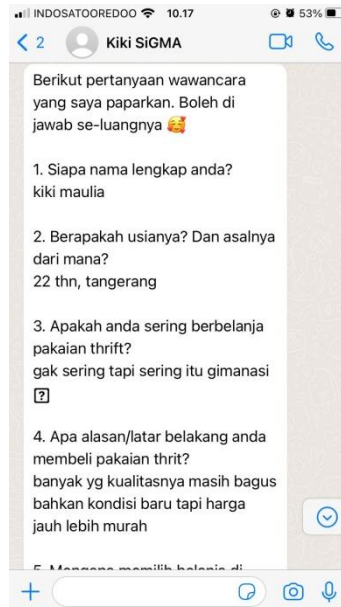 INDOSATOOREDOO 10.17 53%
2 Kiki SiGMA
Berikut pertanyaan wawancara
yang saya paparkan. Boleh di
jawab se-luangnya 🥰
1. Siapa nama lengkap anda?
kiki maulia
2. Berapakah usianya? Dan asalnya
dari mana?
22 thn, tangerang
3. Apakah anda sering berbelanja
pakaian thrift?
gak sering tapi sering itu gimanasi
?
4. Apa alasan/latar belakang anda
membeli pakaian thrit?
banyak yg kualitasnya masih bagus
bahkan kondisi baru tapi harga
jauh lebih murah